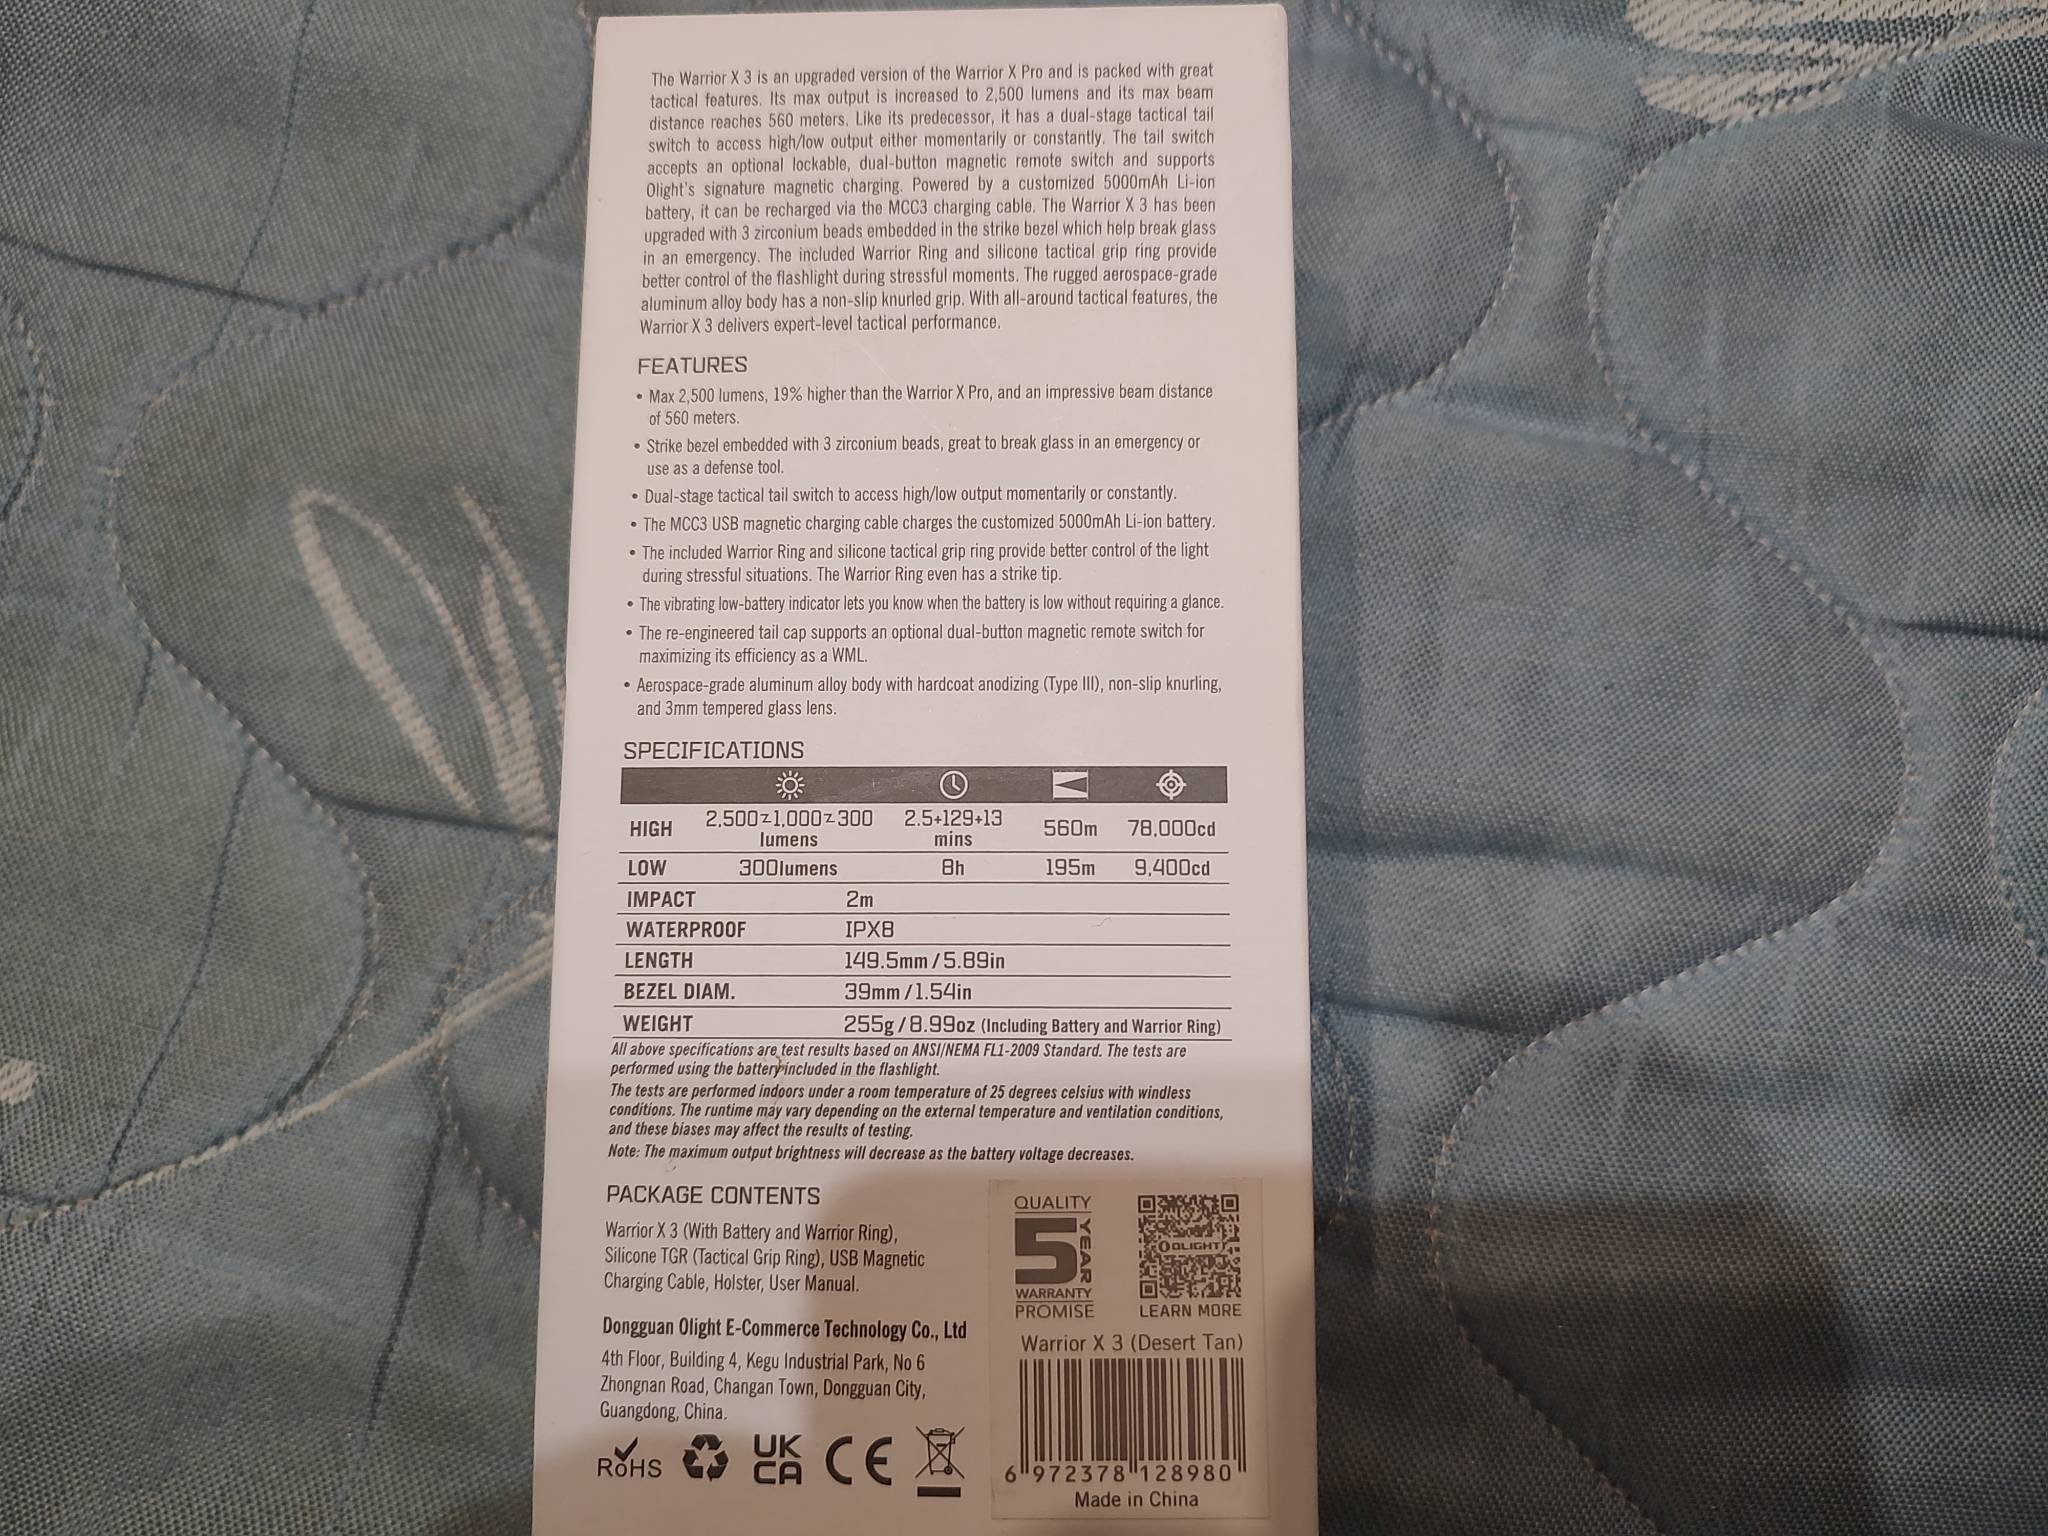 The Warrior X 3 is an upgraded version of the Warrior X Pro and is packed with great
tactical features. Its max output is increased to 2,500 lumens and its max beam
distance reaches 560 meters. Like its predecessor, it has a dual-stage tactical tail
switch to access high/low output either momentarily or constantly. The tail switch
accepts an optional lockable, dual-button magnetic remote switch and supports
Olight's signature magnetic charging. Powered by a customized 5000mAh Li-ion
battery, it can be recharged via the MCC3 charging cable. The Warrior X 3 has been
upgraded with 3 zirconium beads embedded in the strike bezel which help break glass
in an emergency. The included Warrior Ring and silicone tactical grip ring provide
better control of the flashlight during stressful moments. The rugged aerospace-grade
aluminum alloy body has a non-slip knurled grip. With all-around tactical features, the
Warrior X 3 delivers expert-level tactical performance.
FEATURES
• Max 2,500 lumens, 19% higher than the Warrior X Pro, and an impressive beam distance
of 560 meters.
• Strike bezel embedded with 3 zirconium beads, great to break glass in an emergency or
use as a defense tool.
• Dual-stage tactical tail switch to access high/low output momentarily or constantly.
• The MCC3 USB magnetic charging cable charges the customized 5000mAh Li-ion battery.
• The included Warrior Ring and silicone tactical grip ring provide better control of the light
during stressful situations. The Warrior Ring even has a strike tip.
• The vibrating low-battery indicator lets you know when the battery is low without requiring a glance.
• The re-engineered tail cap supports an optional dual-button magnetic remote switch for
maximizing its efficiency as a WML.
• Aerospace-grade aluminum alloy body with hardcoat anodizing (Type III), non-slip knurling,
and 3mm tempered glass lens.
SPECIFICATIONS
HIGH 2,500~1,000~300 lumens 2.5+129+13 mins 560m 78,000cd
LOW 300lumens 8h 195m 9,400cd
IMPACT 2m
WATERPROOF IPX8
LENGTH 149.5mm/5.89in
BEZEL DIAM. 39mm/1.54in
WEIGHT 255g/8.99oz (Including Battery and Warrior Ring)
All above specifications are test results based on ANSI/NEMA FL1-2009 Standard. The tests are
performed using the battery included in the flashlight.
The tests are performed indoors under a room temperature of 25 degrees celsius with windless
conditions. The runtime may vary depending on the external temperature and ventilation conditions,
and these biases may affect the results of testing.
Note: The maximum output brightness will decrease as the battery voltage decreases.
PACKAGE CONTENTS
Warrior X 3 (With Battery and Warrior Ring),
Silicone TGR (Tactical Grip Ring), USB Magnetic
Charging Cable, Holster, User Manual.
Dongguan Olight E-Commerce Technology Co., Ltd
4th Floor, Building 4, Kegu Industrial Park, No 6
Zhongnan Road, Changan Town, Dongguan City,
Guangdong, China.
RoHS UK CA CE
QUALITY
5 YEAR
WARRANTY
PROMISE
OLIGHT
LEARN MORE
Warrior X 3 (Desert Tan)
6 972378 128980
Made in China